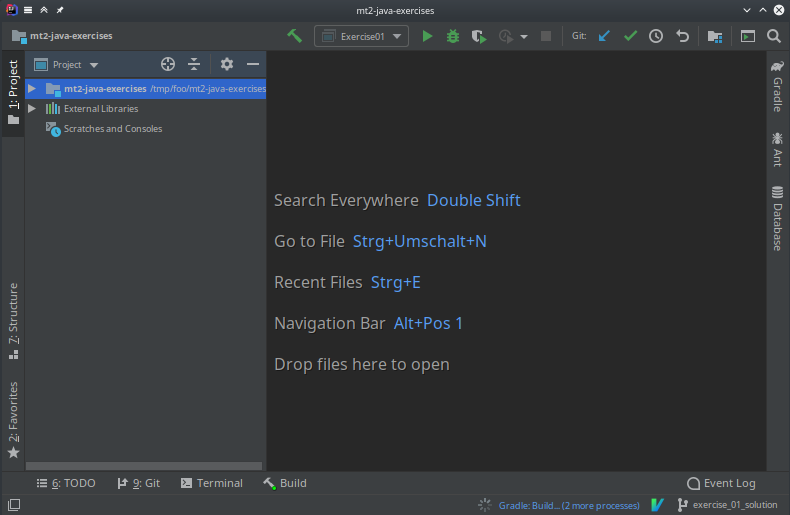 mt2-java-exercises
mt2-java-exercises
Exercise01
Git:
1: Project
Project
mt2-java-exercises /tmp/foo/mt2-java-exercises
External Libraries
Scratches and Consoles
Search Everywhere Double Shift
Go to File Strg+Umschalt+N
Recent Files Strg+E
Navigation Bar Alt+Pos 1
Drop files here to open
Gradle
Ant
Database
7: Structure
2: Favorites
6: TODO
9: Git
Terminal
Build
Event Log
Gradle: Build... (2 more processes)
exercise_01_solution